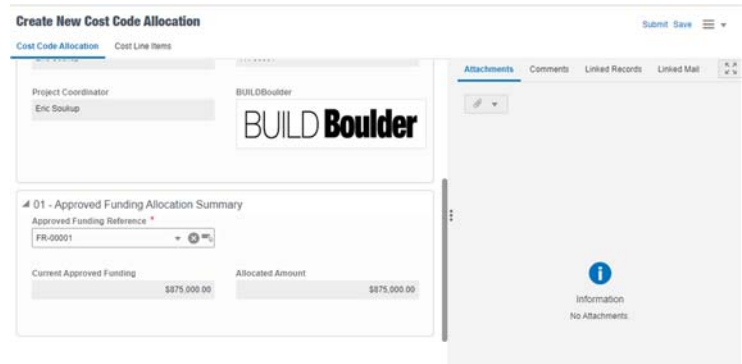 Create New Cost Code Allocation
Submit Save
Cost Code Allocation Cost Line Items
Attachments Comments Linked Records Linked Mail
Project Coordinator BUILDBoulder
Eric Soukup
BUILD Boulder
01 - Approved Funding Allocation Summary
Approved Funding Reference *
FR-00001
Current Approved Funding Allocated Amount
$875,000.00 $875,000.00
Information
No Attachments.